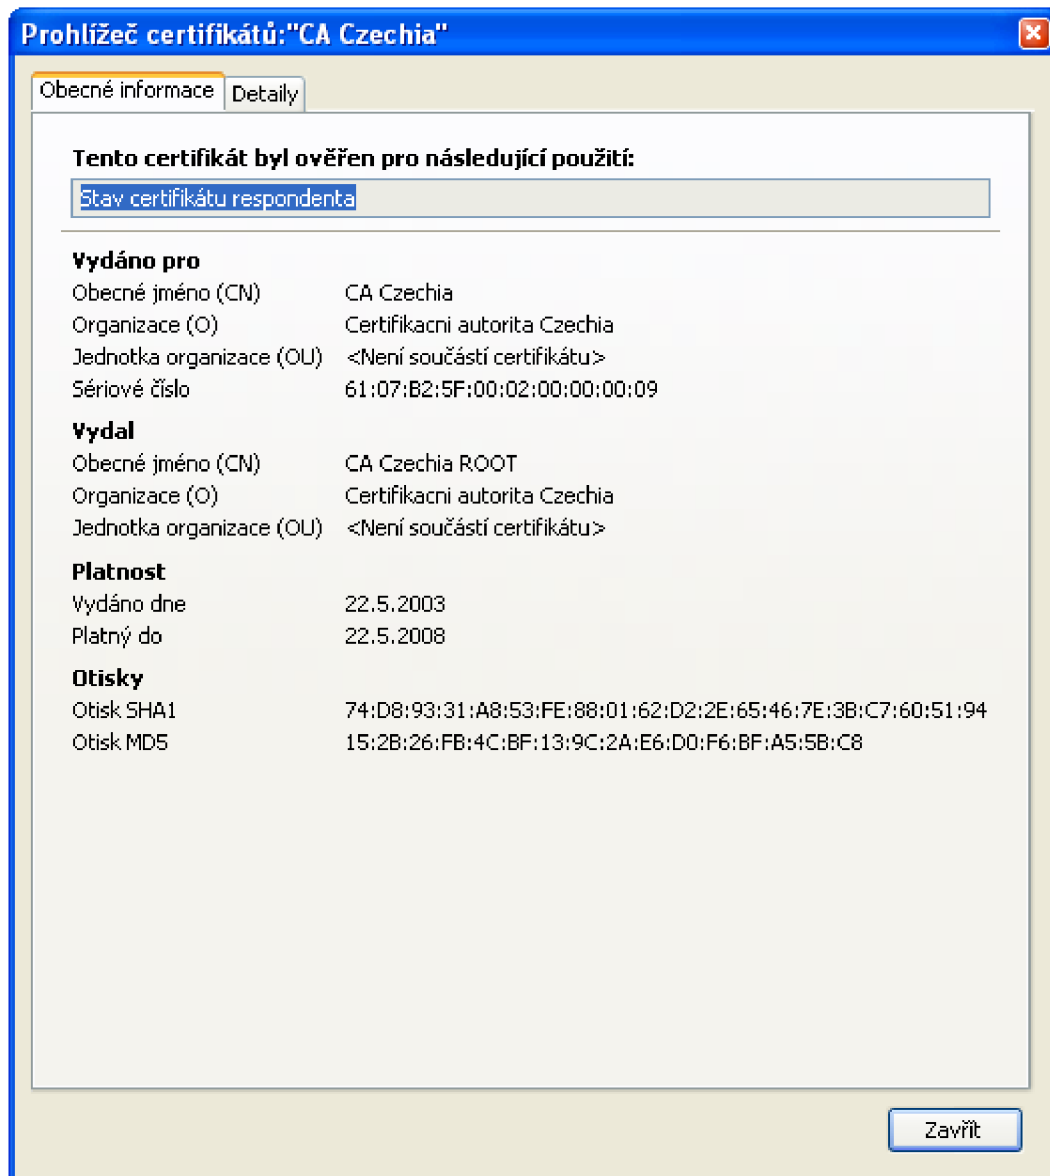 Prohlížeč certifikátů:"CA Czechia"
Obecné informace Detaily
Tento certifikát byl ověřen pro následující použití:
Stav certifikátu respondenta
Vydáno pro
Obecné jméno (CN) CA Czechia
Organizace (O) Certifikacni autorita Czechia
Jednotka organizace (OU) <Není součástí certifikátu>
Sériové číslo 61:07:B2:5F:00:02:00:00:00:09
Vydal
Obecné jméno (CN) CA Czechia ROOT
Organizace (O) Certifikacni autorita Czechia
Jednotka organizace (OU) <Není součástí certifikátu>
Platnost
Vydáno dne 22.5.2003
Platný do 22.5.2008
Otisky
Otisk SHA1 74:D8:93:31:A8:53:FE:88:01:62:D2:2E:65:46:7E:3B:C7:60:51:94
Otisk MD5 15:2B:26:FB:4C:BF:13:9C:2A:E6:D0:F6:BF:A5:5B:C8
Zavřít